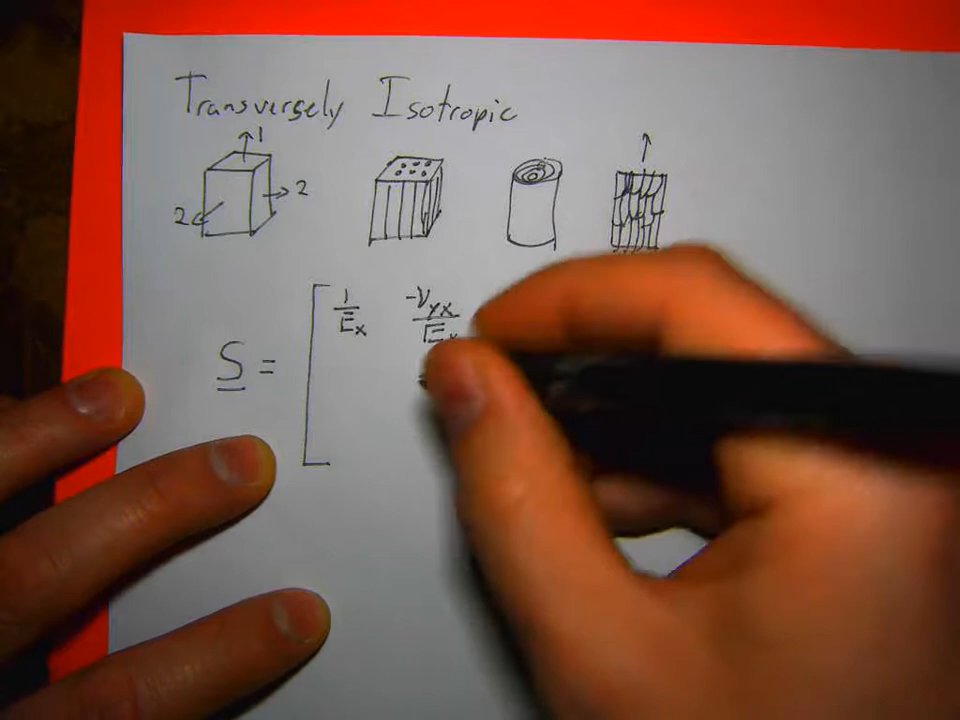 Transversely Isotropic
1
2
2
1 -νyx
Ex E
S =